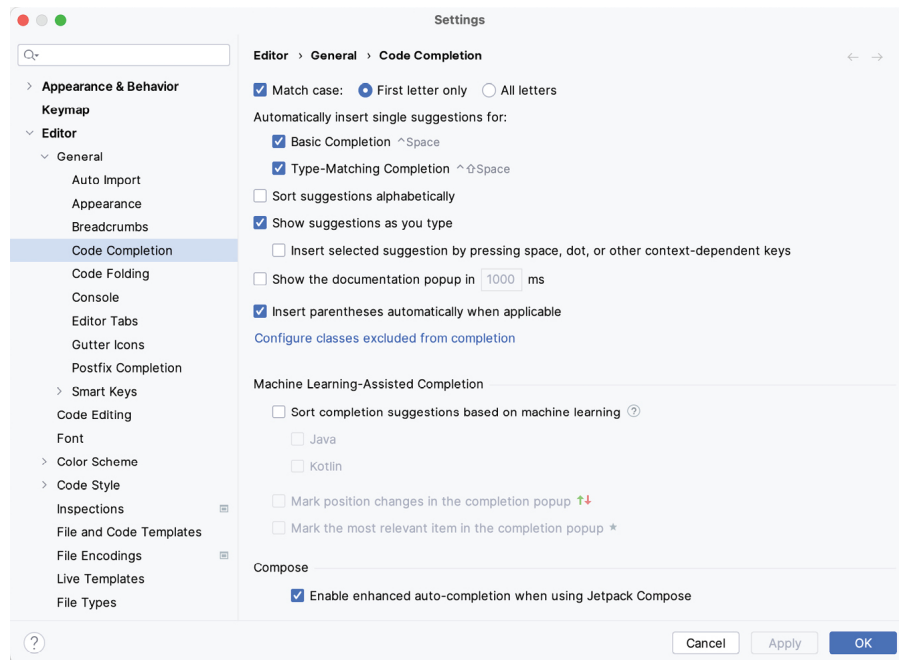 Settings
Appearance & Behavior
Keymap
Editor
General
Auto Import
Appearance
Breadcrumbs
Code Completion
Code Folding
Console
Editor Tabs
Gutter Icons
Postfix Completion
Smart Keys
Code Editing
Font
Color Scheme
Code Style
Inspections
File and Code Templates
File Encodings
Live Templates
File Types
Editor › General › Code Completion
Match case: First letter only All letters
Automatically insert single suggestions for:
Basic Completion ^Space
Type-Matching Completion ^⇧Space
Sort suggestions alphabetically
Show suggestions as you type
Insert selected suggestion by pressing space, dot, or other context-dependent keys
Show the documentation popup in 1000 ms
Insert parentheses automatically when applicable
Configure classes excluded from completion
Machine Learning-Assisted Completion
Sort completion suggestions based on machine learning ?
Java
Kotlin
Mark position changes in the completion popup ↑↓
Mark the most relevant item in the completion popup ★
Compose
Enable enhanced auto-completion when using Jetpack Compose
? Cancel Apply OK